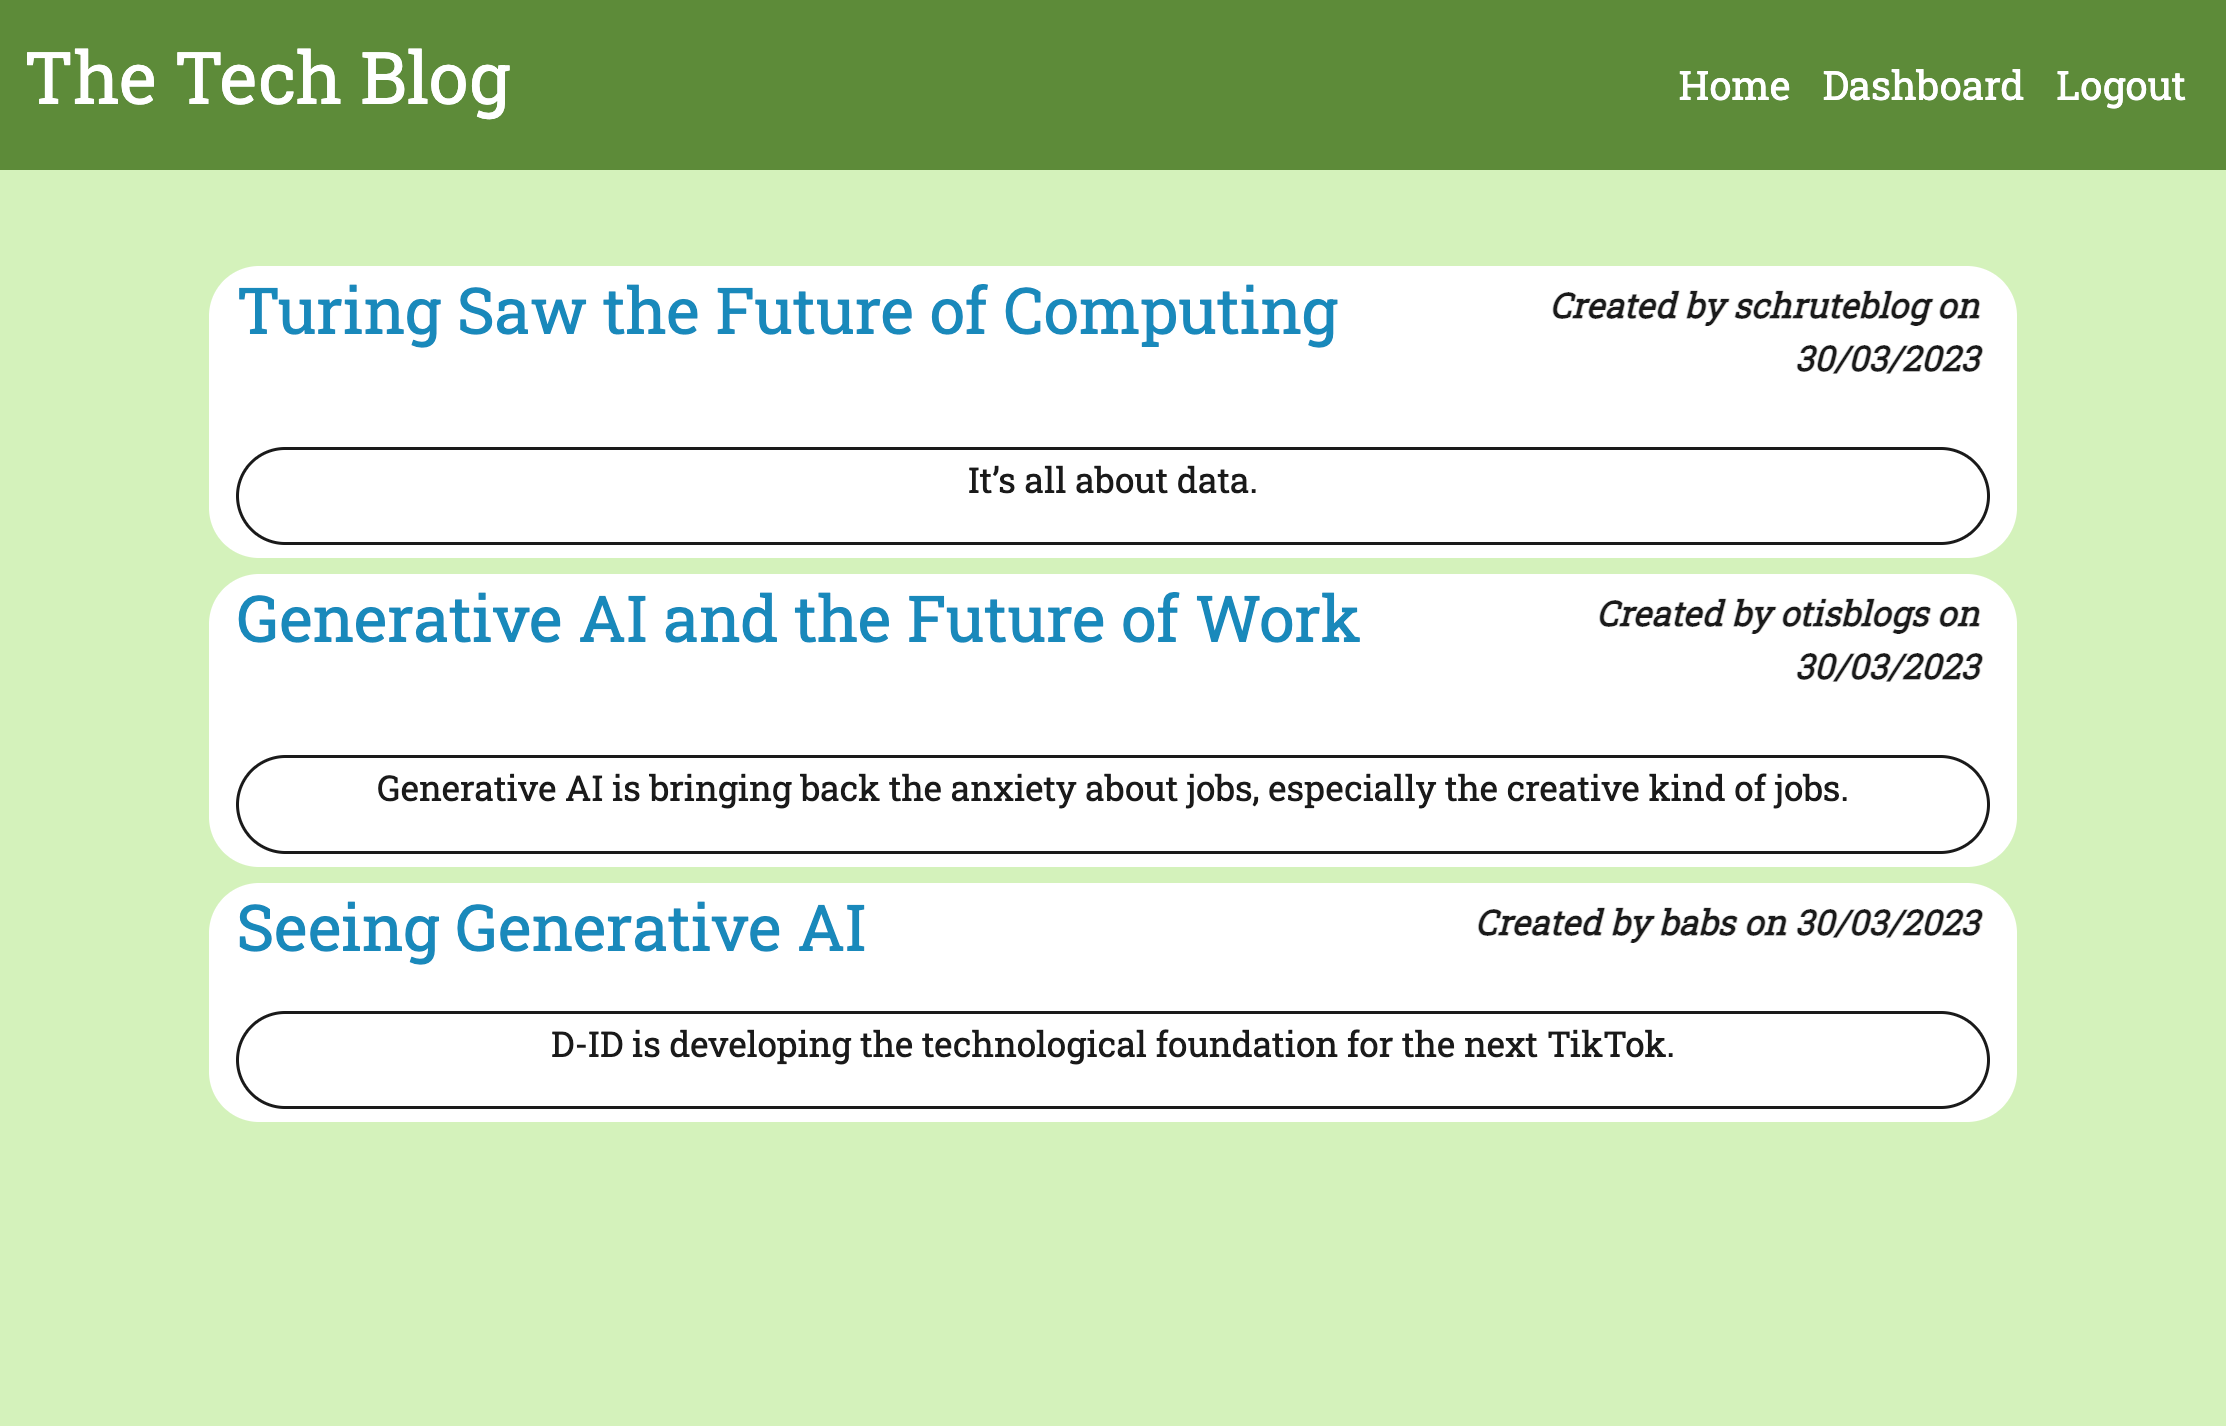 The Tech Blog
Home Dashboard Logout
Turing Saw the Future of Computing
Created by schruteblog on
30/03/2023
It’s all about data.
Generative AI and the Future of Work
Created by otisblogs on
30/03/2023
Generative AI is bringing back the anxiety about jobs, especially the creative kind of jobs.
Seeing Generative AI
Created by babs on 30/03/2023
D-ID is developing the technological foundation for the next TikTok.